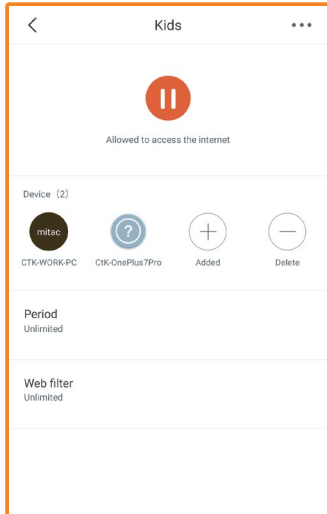 Kids
Allowed to access the internet
Device (2)
mitac
?
CTK-WORK-PC
CtK-OnePlus7Pro
Added
Delete
Period
Unlimited
Web filter
Unlimited